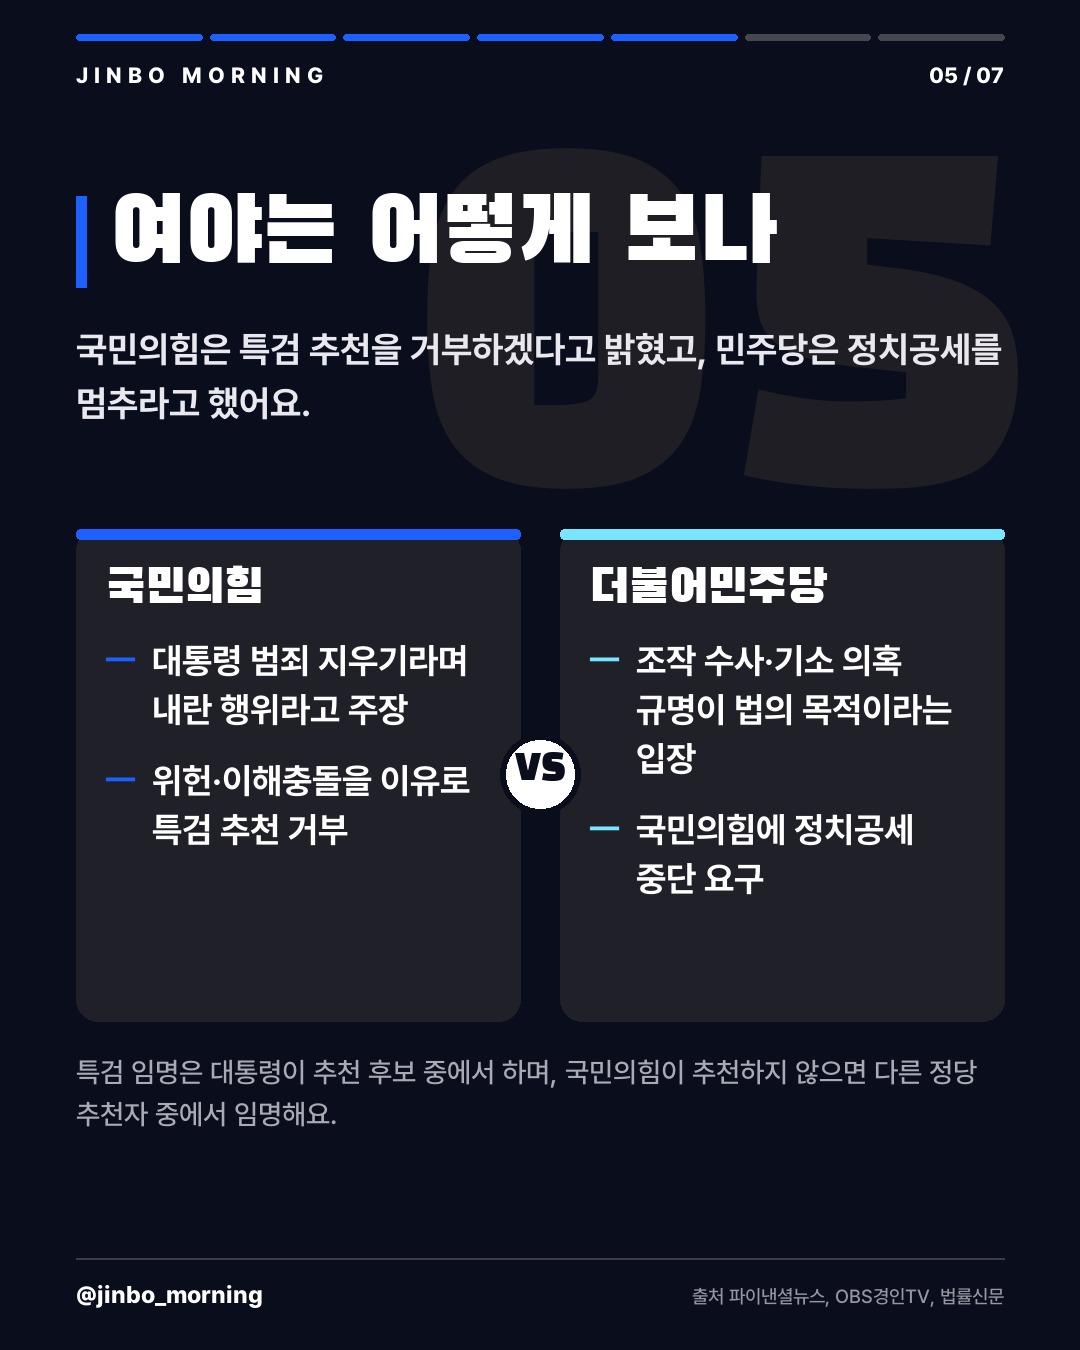 JINBO MORNING
05 / 07
05
여야는 어떻게 보나
국민의힘은 특검 추천을 거부하겠다고 밝혔고, 민주당은 정치공세를
멈추라고 했어요.
국민의힘
— 대통령 범죄 지우기라며
내란 행위라고 주장
— 위헌·이해충돌을 이유로
특검 추천 거부
VS
더불어민주당
— 조작 수사·기소 의혹
규명이 법의 목적이라는
입장
— 국민의힘에 정치공세
중단 요구
특검 임명은 대통령이 추천 후보 중에서 하며, 국민의힘이 추천하지 않으면 다른 정당
추천자 중에서 임명해요.
@jinbo_morning
출처 파이낸셜뉴스, OBS경인TV, 법률신문